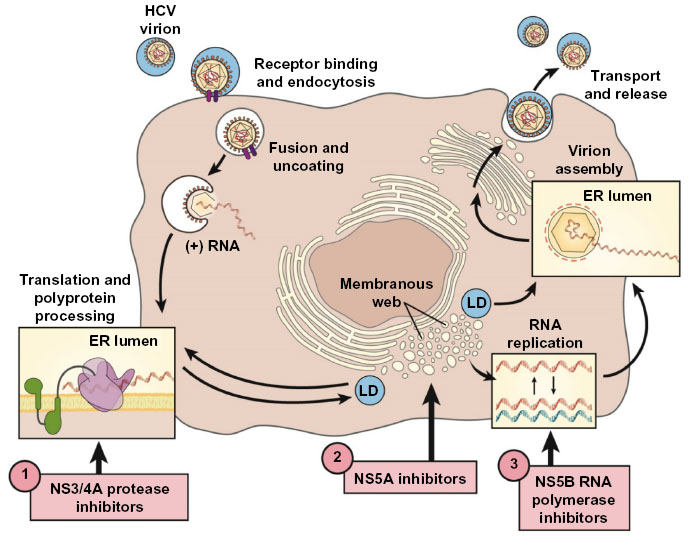 HCV
virion
Receptor binding
and endocytosis
Transport
and release
Fusion and
uncoating
Virion
assembly
ER lumen
(+) RNA
Translation and
polyprotein
processing
ER lumen
Membranous
web
LD
RNA
replication
LD
1
NS3/4A protease
inhibitors
2
NS5A inhibitors
3
NS5B RNA
polymerase
inhibitors